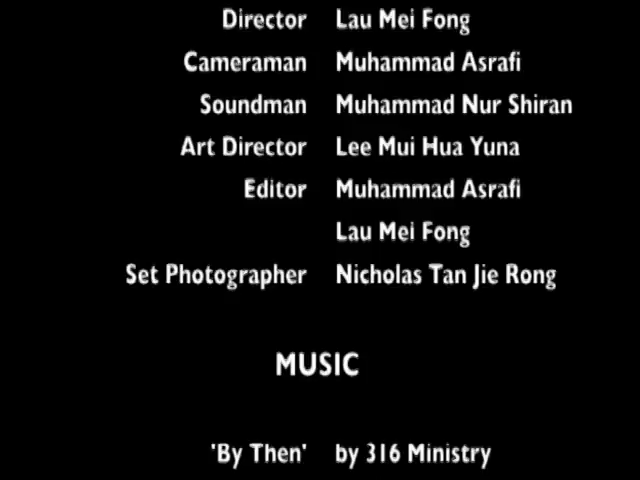 Director Lau Mei Fong
Cameraman Muhammad Asrafi
Soundman Muhammad Nur Shiran
Art Director Lee Mui Hua Yuna
Editor Muhammad Asrafi
Lau Mei Fong
Set Photographer Nicholas Tan Jie Rong
MUSIC
'By Then' by 316 Ministry